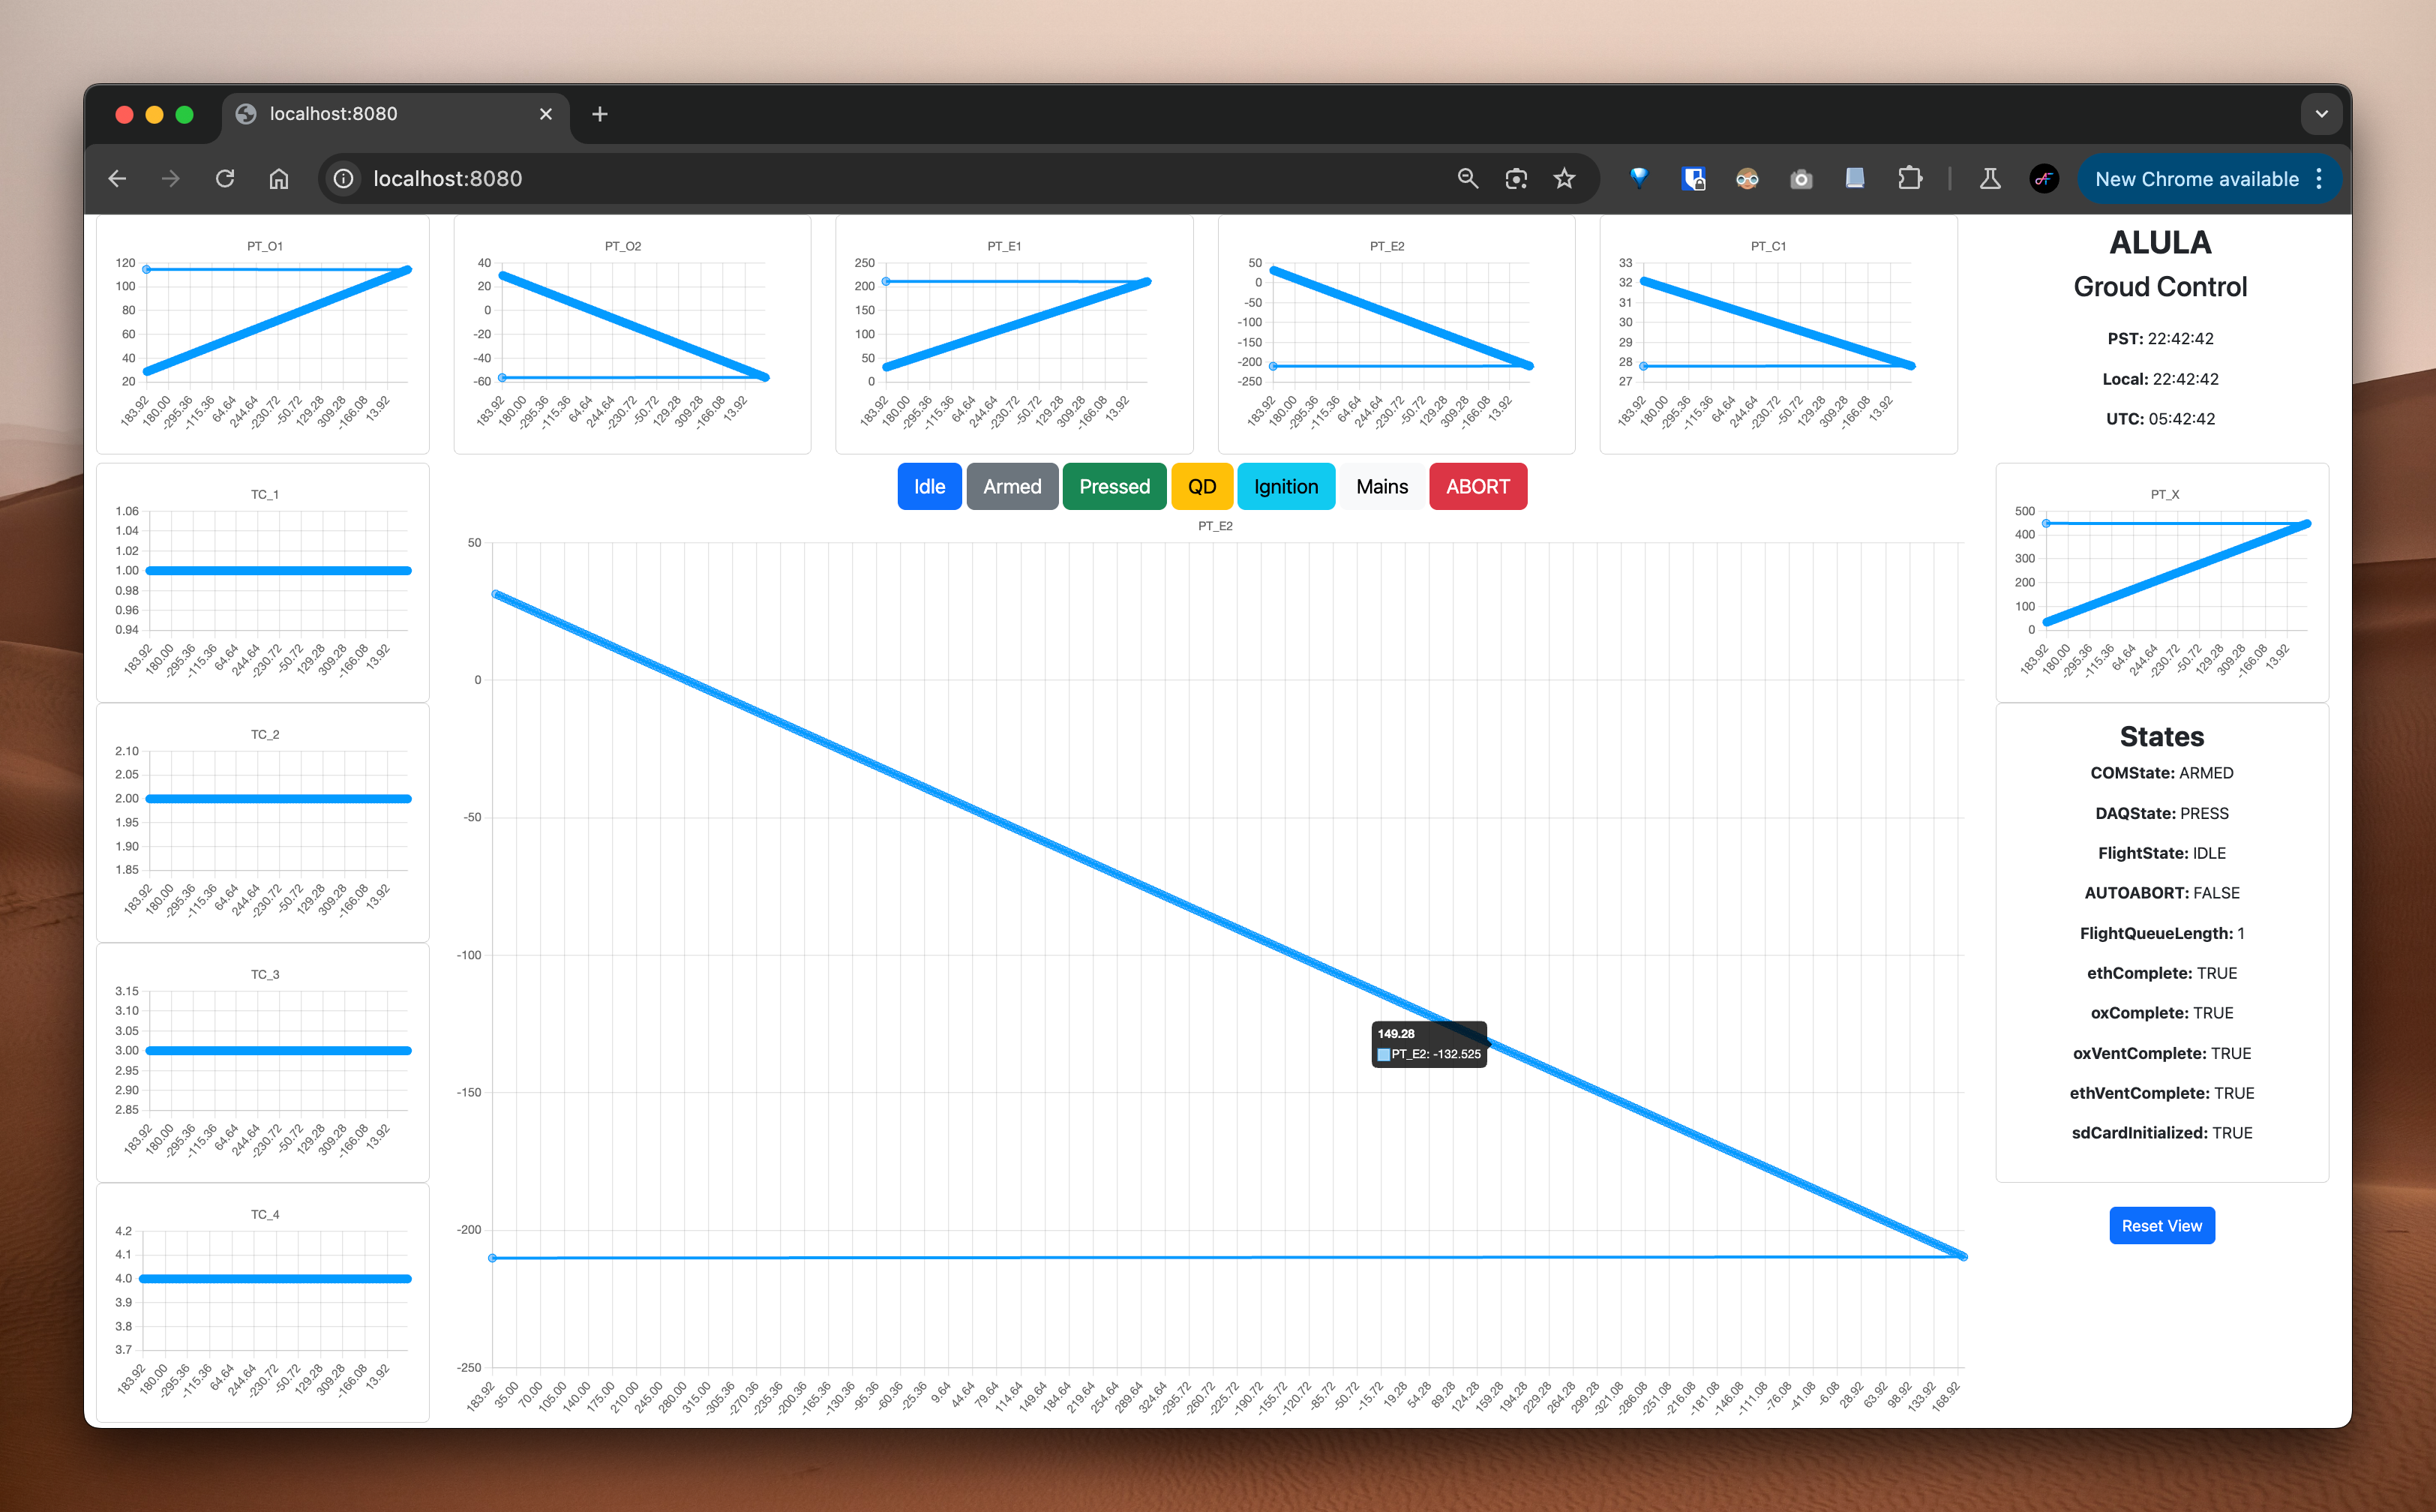 localhost:8080
localhost:8080
New Chrome available
PT_O1
120
100
80
60
40
20
183.92 180.00 -295.36 -115.36 64.64 244.64 -230.72 -50.72 129.28 309.28 -166.08 13.92
PT_O2
40
20
0
-20
-40
-60
183.92 180.00 -295.36 -115.36 64.64 244.64 -230.72 -50.72 129.28 309.28 -166.08 13.92
PT_E1
250
200
150
100
50
0
183.92 180.00 -295.36 -115.36 64.64 244.64 -230.72 -50.72 129.28 309.28 -166.08 13.92
PT_E2
50
0
-50
-100
-150
-200
-250
183.92 180.00 -295.36 -115.36 64.64 244.64 -230.72 -50.72 129.28 309.28 -166.08 13.92
PT_C1
33
32
31
30
29
28
27
183.92 180.00 -295.36 -115.36 64.64 244.64 -230.72 -50.72 129.28 309.28 -166.08 13.92
ALULA
Groud Control
PST: 22:42:42
Local: 22:42:42
UTC: 05:42:42
TC_1
1.06
1.04
1.02
1.00
0.98
0.96
0.94
183.92 180.00 -295.36 -115.36 64.64 244.64 -230.72 -50.72 129.28 309.28 -166.08 13.92
TC_2
2.10
2.05
2.00
1.95
1.90
1.85
183.92 180.00 -295.36 -115.36 64.64 244.64 -230.72 -50.72 129.28 309.28 -166.08 13.92
TC_3
3.15
3.10
3.05
3.00
2.95
2.90
2.85
183.92 180.00 -295.36 -115.36 64.64 244.64 -230.72 -50.72 129.28 309.28 -166.08 13.92
TC_4
4.2
4.1
4.0
3.9
3.8
3.7
183.92 180.00 -295.36 -115.36 64.64 244.64 -230.72 -50.72 129.28 309.28 -166.08 13.92
Idle Armed Pressed QD Ignition Mains ABORT
PT_E2
50
0
-50
-100
-150
-200
-250
149.28
PT_E2: -132.525
183.92 35.00 70.00 105.00 140.00 175.00 210.00 245.00 280.00 315.00 -305.36 -270.36 -235.36 -200.36 -165.36 -130.36 -95.36 -60.36 -25.36 9.64 44.64 79.64 114.64 149.64 184.64 219.64 254.64 289.64 324.64 -295.72 -260.72 -225.72 -190.72 -155.72 -120.72 -85.72 -50.72 -15.72 19.28 54.28 89.28 124.28 159.28 194.28 229.28 264.28 299.28 -321.08 -286.08 -251.08 -216.08 -181.08 -146.08 -111.08 -76.08 -41.08 -6.08 28.92 63.92 98.92 133.92 168.92
PT_X
500
400
300
200
100
0
183.92 180.00 -295.36 -115.36 64.64 244.64 -230.72 -50.72 129.28 309.28 -166.08 13.92
States
COMState: ARMED
DAQState: PRESS
FlightState: IDLE
AUTOABORT: FALSE
FlightQueueLength: 1
ethComplete: TRUE
oxComplete: TRUE
oxVentComplete: TRUE
ethVentComplete: TRUE
sdCardInitialized: TRUE
Reset View